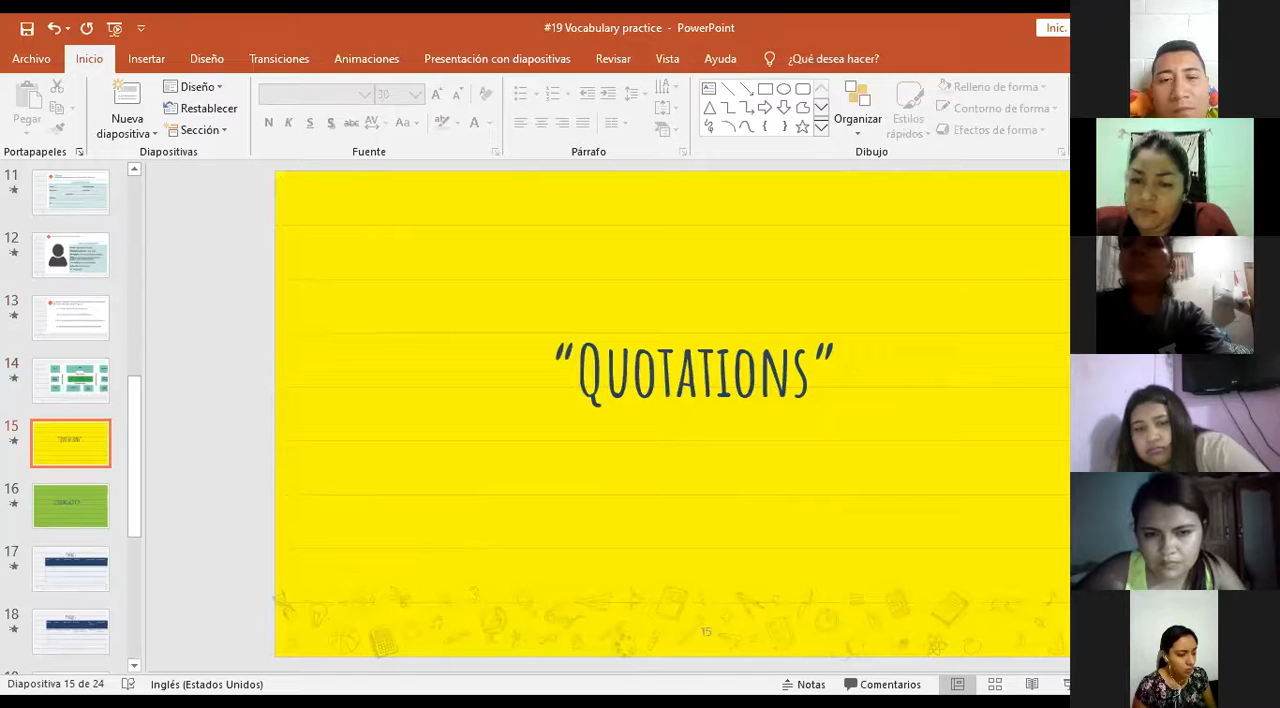 #19 Vocabulary practice - PowerPoint
Inic.
Archivo Inicio Insertar Diseño Transiciones Animaciones Presentación con diapositivas Revisar Vista Ayuda ¿Qué desea hacer?
Pegar
Nueva diapositiva
Diseño
Restablecer
Sección
30
N K S S abc AV Aa A
Organizar
Estilos rápidos
Relleno de forma
Contorno de forma
Efectos de forma
Portapapeles Diapositivas Fuente Párrafo Dibujo
11
12
13
14
15
16
17
18
“Quotations”
15
Diapositiva 15 de 24 Inglés (Estados Unidos) Notas Comentarios